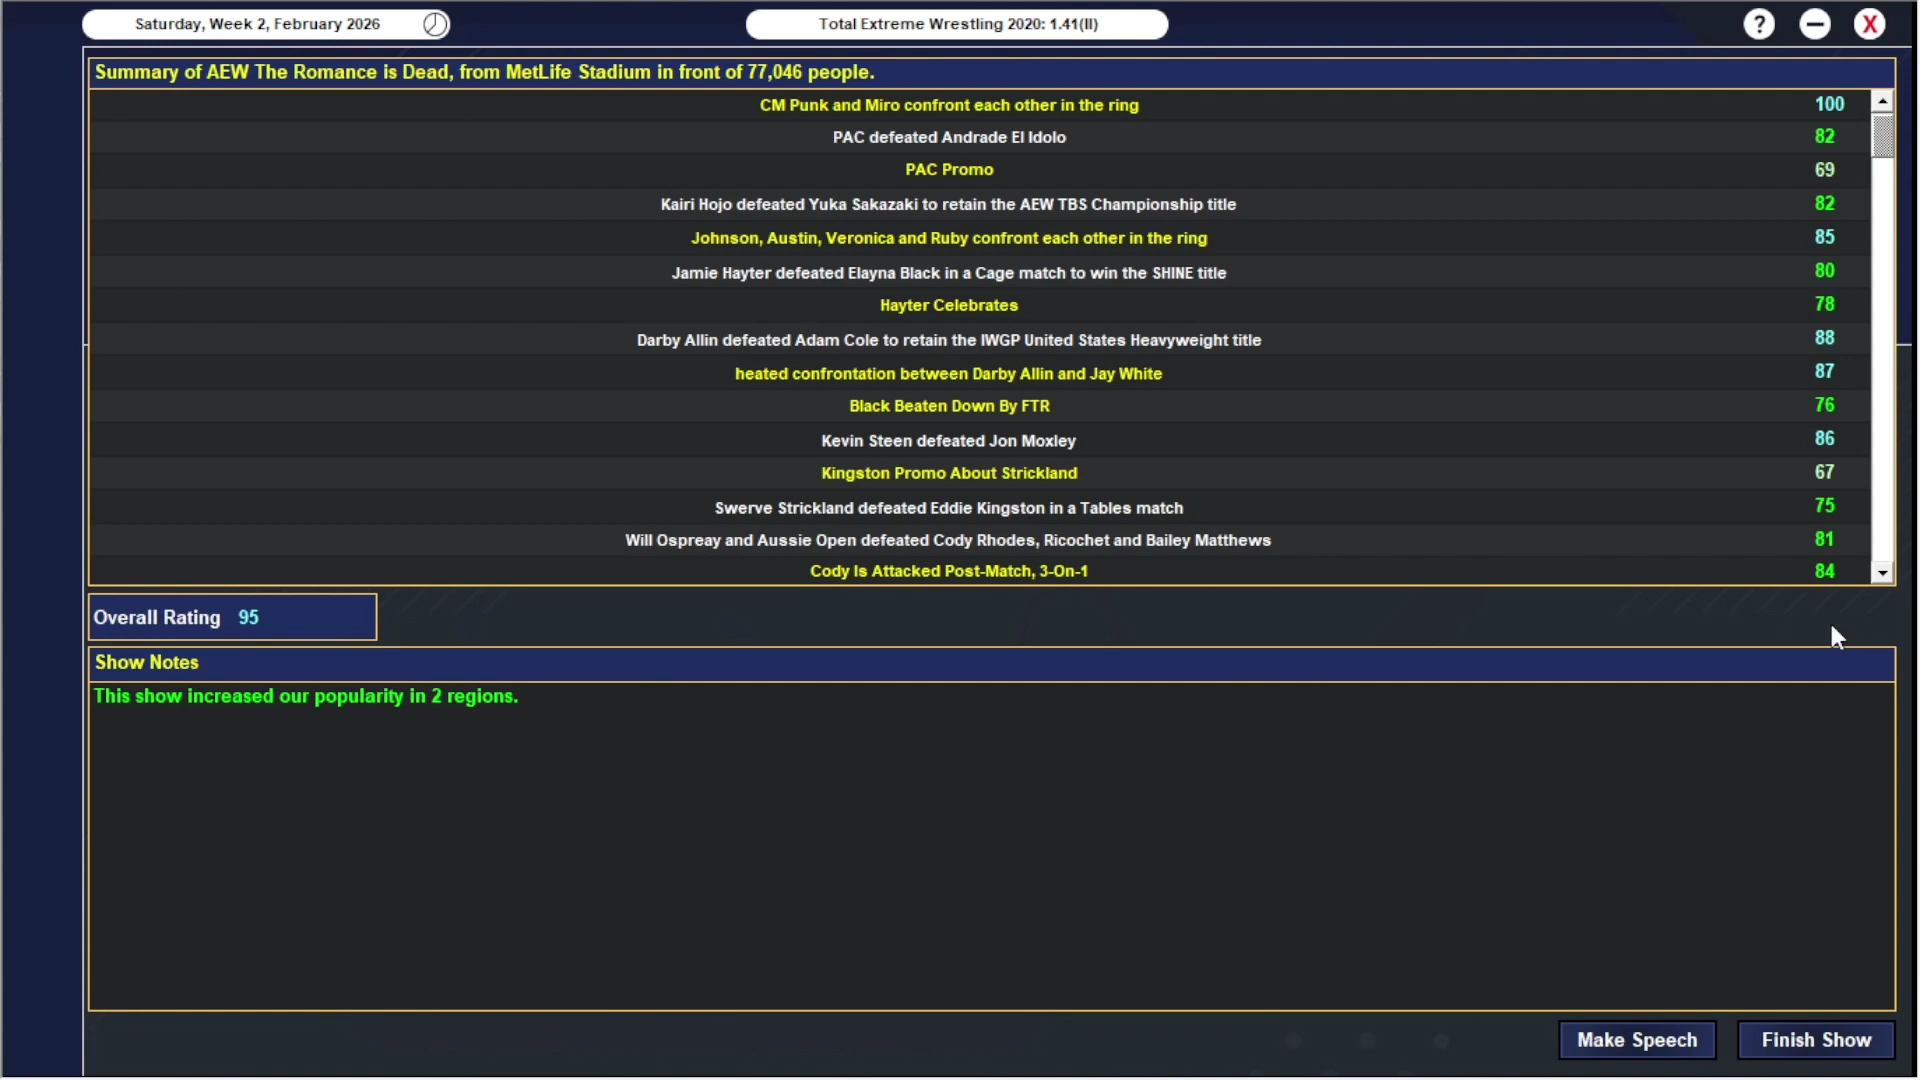 Saturday, Week 2, February 2026
Total Extreme Wrestling 2020: 1.41(II)
?
X
Summary of AEW The Romance is Dead, from MetLife Stadium in front of 77,046 people.
CM Punk and Miro confront each other in the ring 100
PAC defeated Andrade El Idolo 82
PAC Promo 69
Kairi Hojo defeated Yuka Sakazaki to retain the AEW TBS Championship title 82
Johnson, Austin, Veronica and Ruby confront each other in the ring 85
Jamie Hayter defeated Elayna Black in a Cage match to win the SHINE title 80
Hayter Celebrates 78
Darby Allin defeated Adam Cole to retain the IWGP United States Heavyweight title 88
heated confrontation between Darby Allin and Jay White 87
Black Beaten Down By FTR 76
Kevin Steen defeated Jon Moxley 86
Kingston Promo About Strickland 67
Swerve Strickland defeated Eddie Kingston in a Tables match 75
Will Ospreay and Aussie Open defeated Cody Rhodes, Ricochet and Bailey Matthews 81
Cody Is Attacked Post-Match, 3-On-1 84
Overall Rating 95
Show Notes
This show increased our popularity in 2 regions.
Make Speech
Finish Show